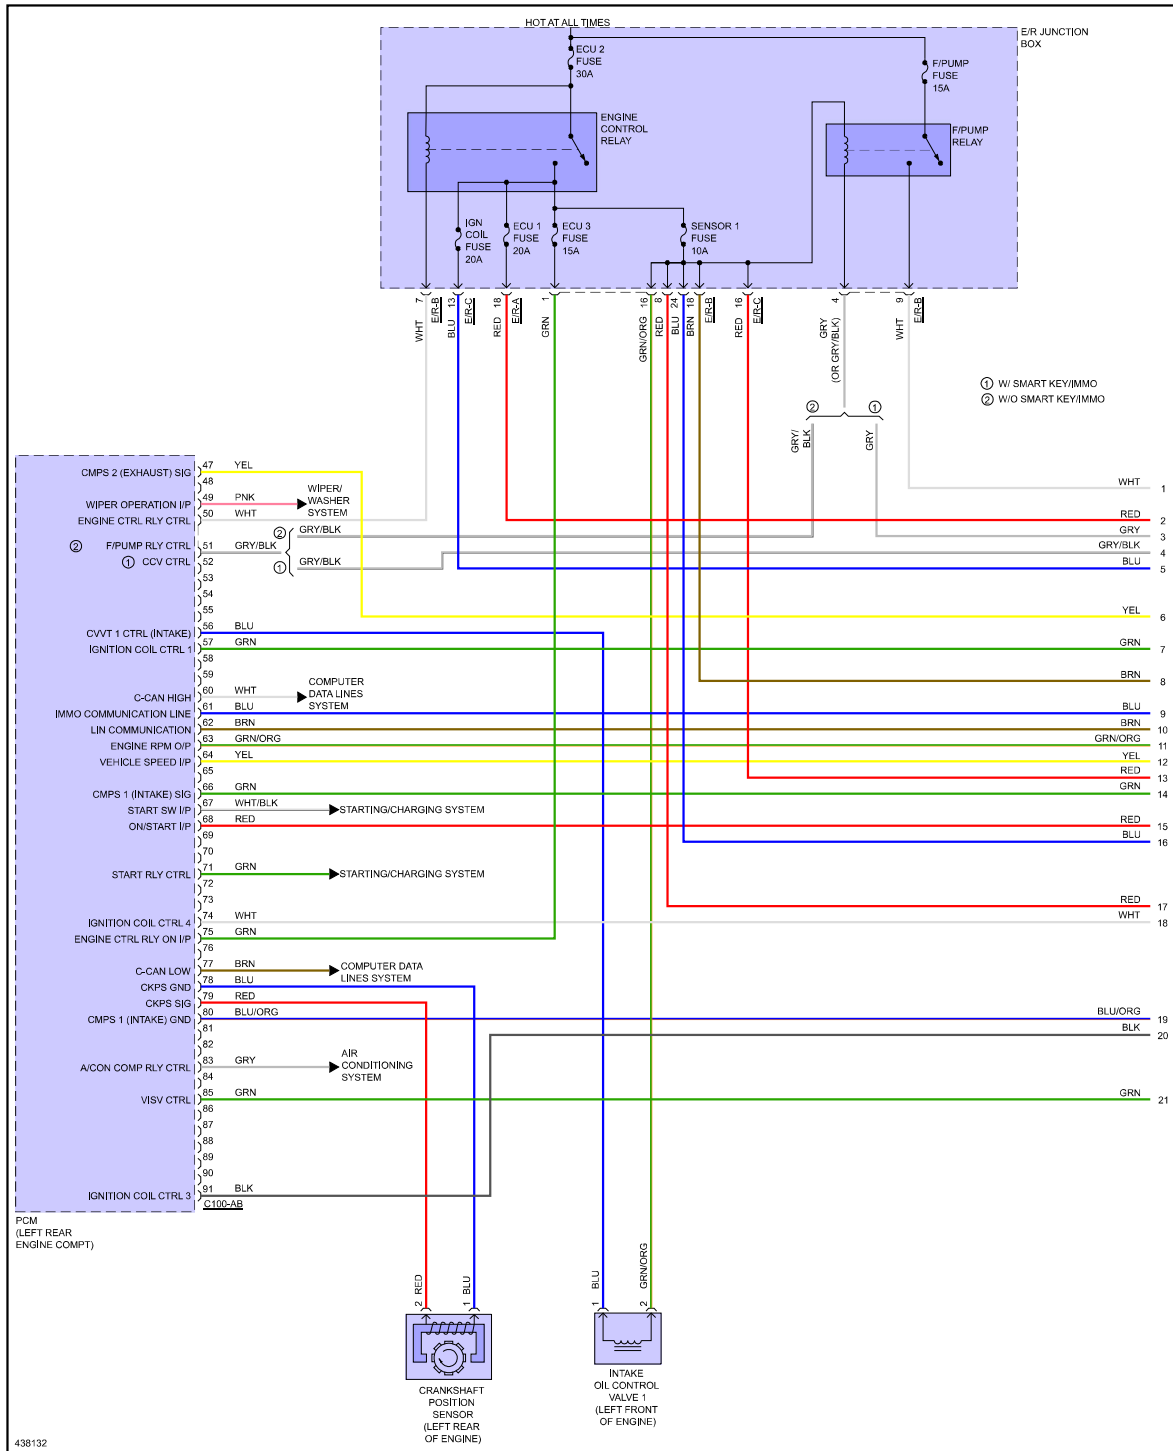 HOT AT ALL TIMES
E/R JUNCTION
BOX
ECU 2
FUSE
30A
F/PUMP
FUSE
15A
ENGINE
CONTROL
RELAY
F/PUMP
RELAY
IGN
COIL
FUSE
20A
ECU 1
FUSE
20A
ECU 3
FUSE
15A
SENSOR 1
FUSE
10A
7
E/R-B
13
E/R-C
18
E/R-A
1
16
8
24
18
E/R-B
16
E/R-C
4
9
E/R-B
WHT
BLU
RED
GRN
GRN/ORG
RED
BLU
BRN
RED
GRY
(OR GRY/BLK)
WHT
1 W/ SMART KEY/IMMO
2 W/O SMART KEY/IMMO
2
1
GRY/
BLK
GRY
CMPS 2 (EXHAUST) SIG 47 YEL
48
WIPER OPERATION I/P 49 PNK
WIPER/
WASHER
SYSTEM
ENGINE CTRL RLY CTRL 50 WHT
2 F/PUMP RLY CTRL 51 GRY/BLK
2 GRY/BLK
1 CCV CTRL 52
1 GRY/BLK
53
54
55
CVVT 1 CTRL (INTAKE) 56 BLU
IGNITION COIL CTRL 1 57 GRN
58
59
C-CAN HIGH 60 WHT
COMPUTER
DATA LINES
SYSTEM
IMMO COMMUNICATION LINE 61 BLU
LIN COMMUNICATION 62 BRN
ENGINE RPM O/P 63 GRN/ORG
VEHICLE SPEED I/P 64 YEL
65
CMPS 1 (INTAKE) SIG 66 GRN
START SW I/P 67 WHT/BLK STARTING/CHARGING SYSTEM
ON/START I/P 68 RED
69
70
START RLY CTRL 71 GRN STARTING/CHARGING SYSTEM
72
73
IGNITION COIL CTRL 4 74 WHT
ENGINE CTRL RLY ON I/P 75 GRN
76
C-CAN LOW 77 BRN
COMPUTER DATA
LINES SYSTEM
CKPS GND 78 BLU
CKPS SIG 79 RED
CMPS 1 (INTAKE) GND 80 BLU/ORG
81
82
A/CON COMP RLY CTRL 83 GRY
AIR
CONDITIONING
SYSTEM
84
VISV CTRL 85 GRN
86
87
88
89
90
IGNITION COIL CTRL 3 91 BLK
C100-AB
PCM
(LEFT REAR
ENGINE COMPT)
WHT 1
RED 2
GRY 3
GRY/BLK 4
BLU 5
YEL 6
GRN 7
BRN 8
BLU 9
BRN 10
GRN/ORG 11
YEL 12
RED 13
GRN 14
RED 15
BLU 16
RED 17
WHT 18
BLU/ORG 19
BLK 20
GRN 21
2 RED
1 BLU
1 BLU
2 GRN/ORG
CRANKSHAFT
POSITION
SENSOR
(LEFT REAR
OF ENGINE)
INTAKE
OIL CONTROL
VALVE 1
(LEFT FRONT
OF ENGINE)
438132